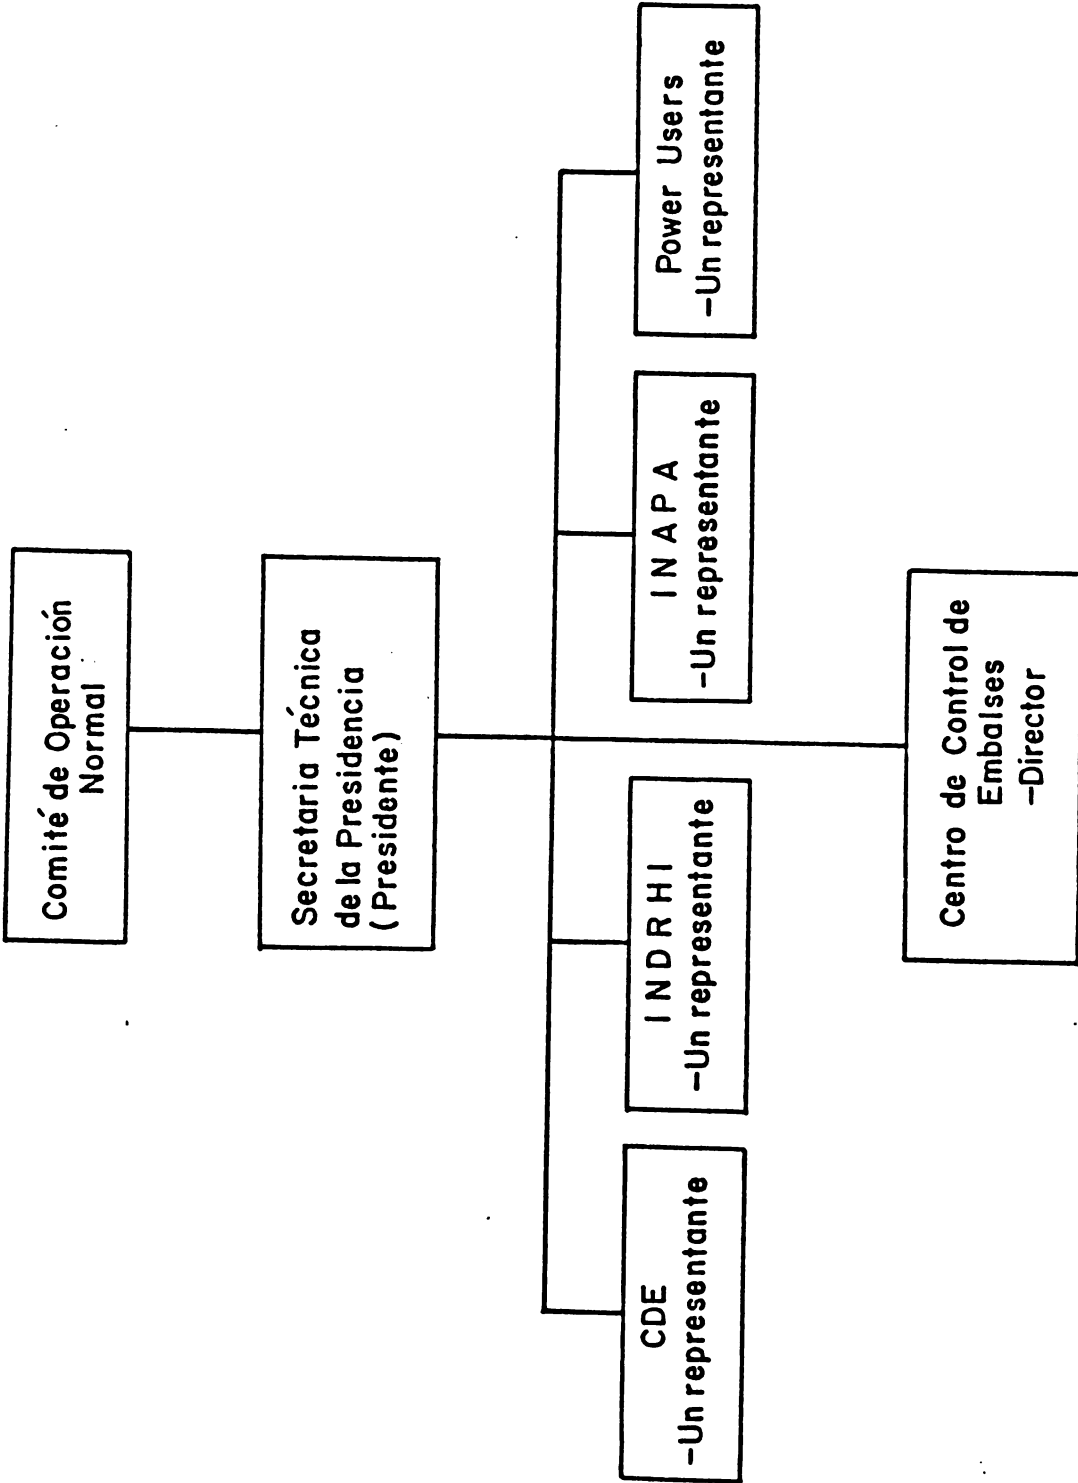 Comité de Operación
Normal
Secretaria Técnica
de la Presidencia
(Presidente)
CDE
-Un representante
INDRHI
-Un representante
INAPA
-Un representante
Power Users
-Un representante
Centro de Control de
Embalses
-Director